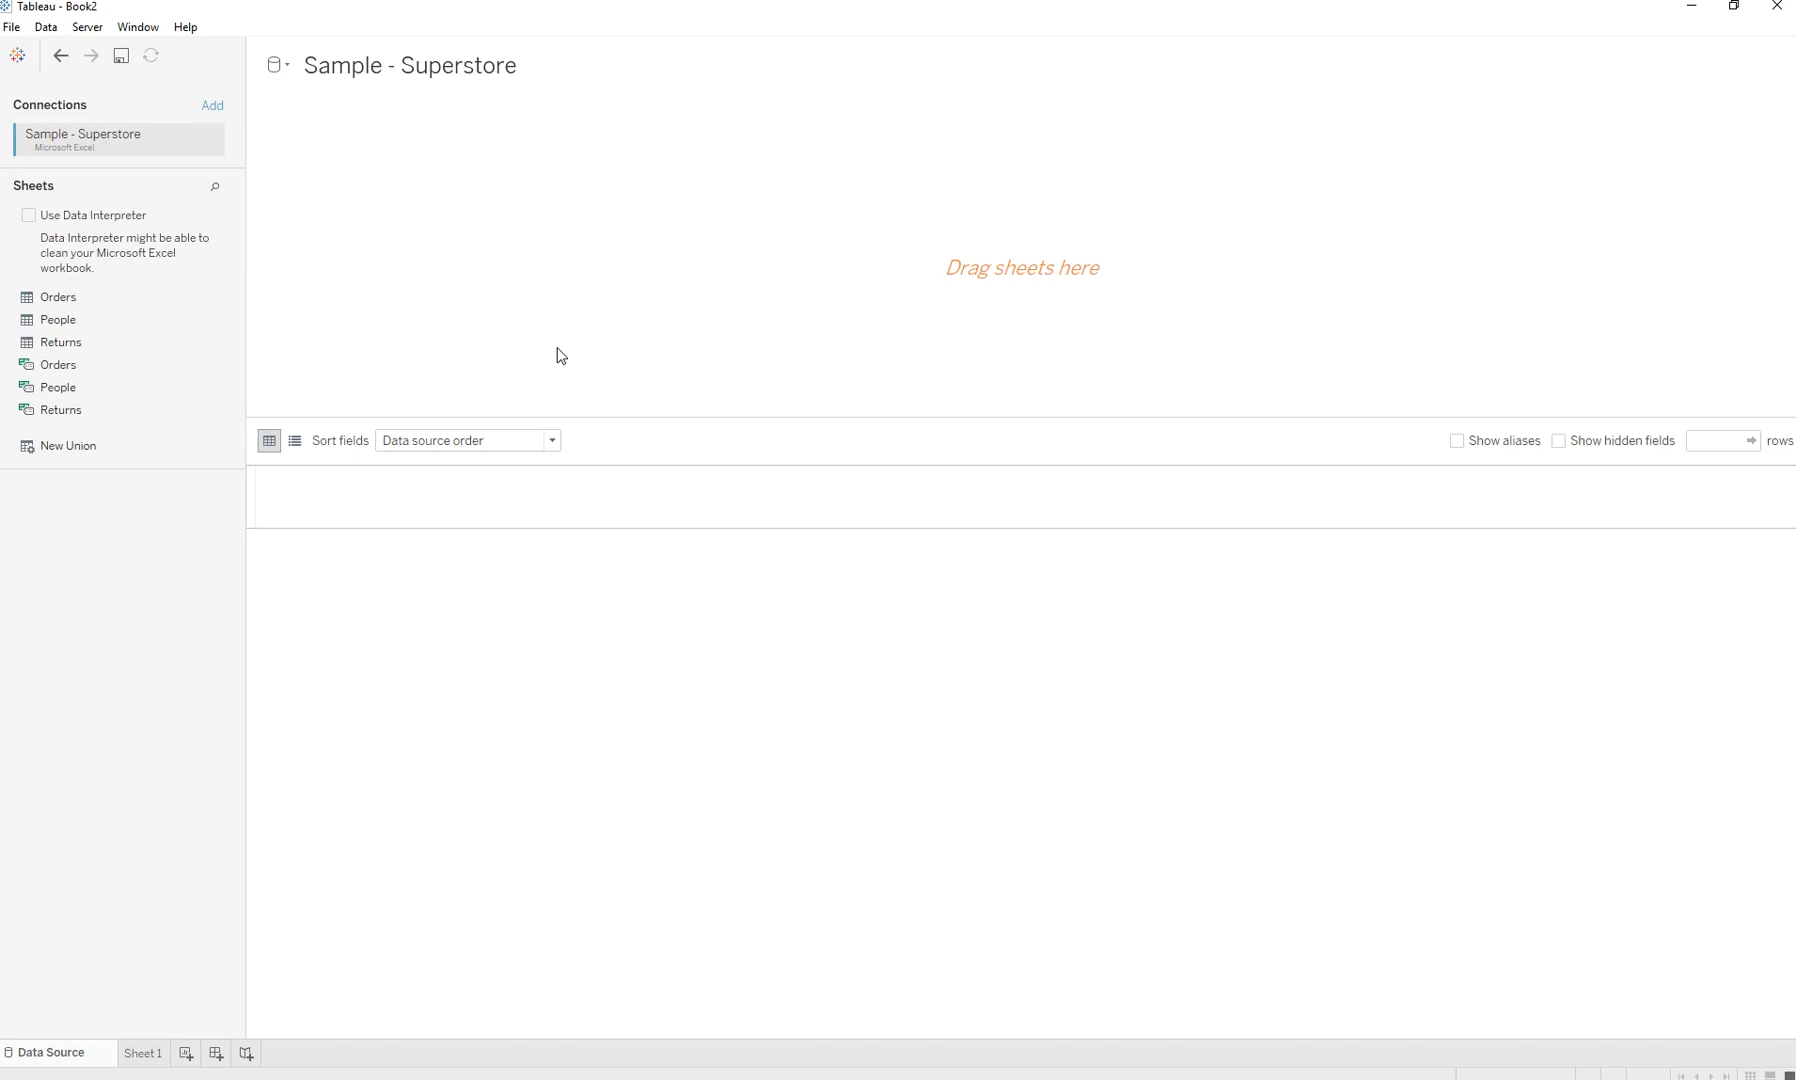 Tableau - Book2
File Data Server Window Help
Sample - Superstore
Connections Add
Sample - Superstore
Microsoft Excel
Sheets
Use Data Interpreter
Data Interpreter might be able to
clean your Microsoft Excel
workbook.
Drag sheets here
Orders
People
Returns
Orders
People
Returns
New Union
Sort fields Data source order Show aliases Show hidden fields rows
Data Source Sheet 1